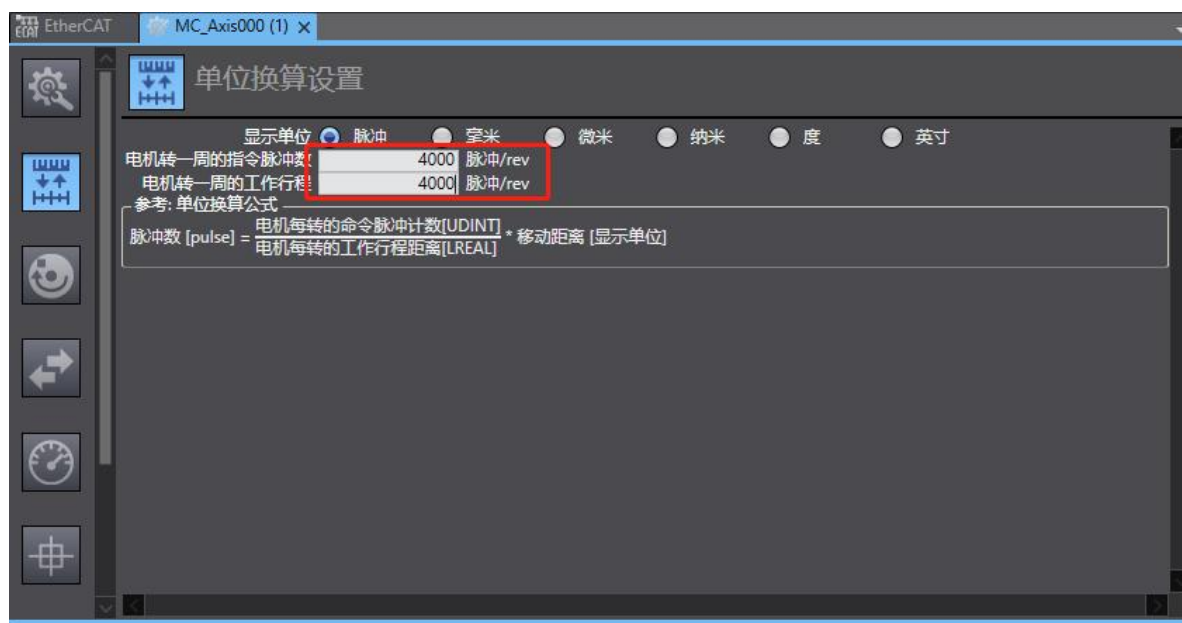 EtherCAT MC_Axis000 (1)
单位换算设置
显示单位 脉冲 毫米 微米 纳米 度 英寸
电机转一周的指令脉冲数 4000 脉冲/rev
电机转一周的工作行程 4000 脉冲/rev
参考: 单位换算公式
脉冲数 [pulse] = 电机每转的命令脉冲计数[UDINT] * 移动距离 [显示单位]
电机每转的工作行程距离[LREAL]